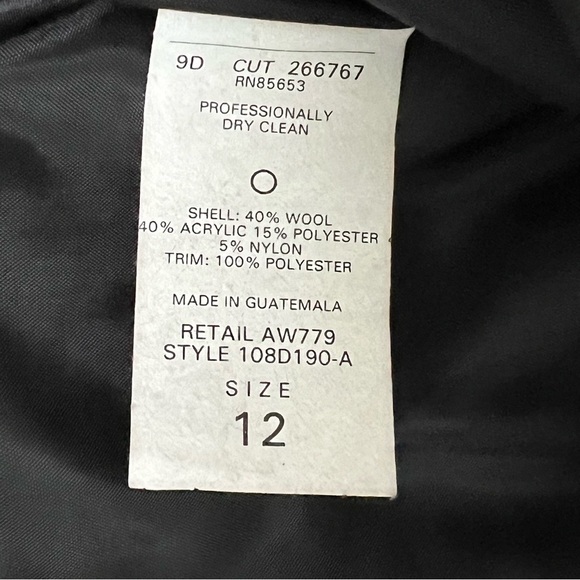 9D CUT 266767
RN85653
PROFESSIONALLY
DRY CLEAN
SHELL: 40% WOOL
40% ACRYLIC 15% POLYESTER
5% NYLON
TRIM: 100% POLYESTER
MADE IN GUATEMALA
RETAIL AW779
STYLE 108D190-A
SIZE
12